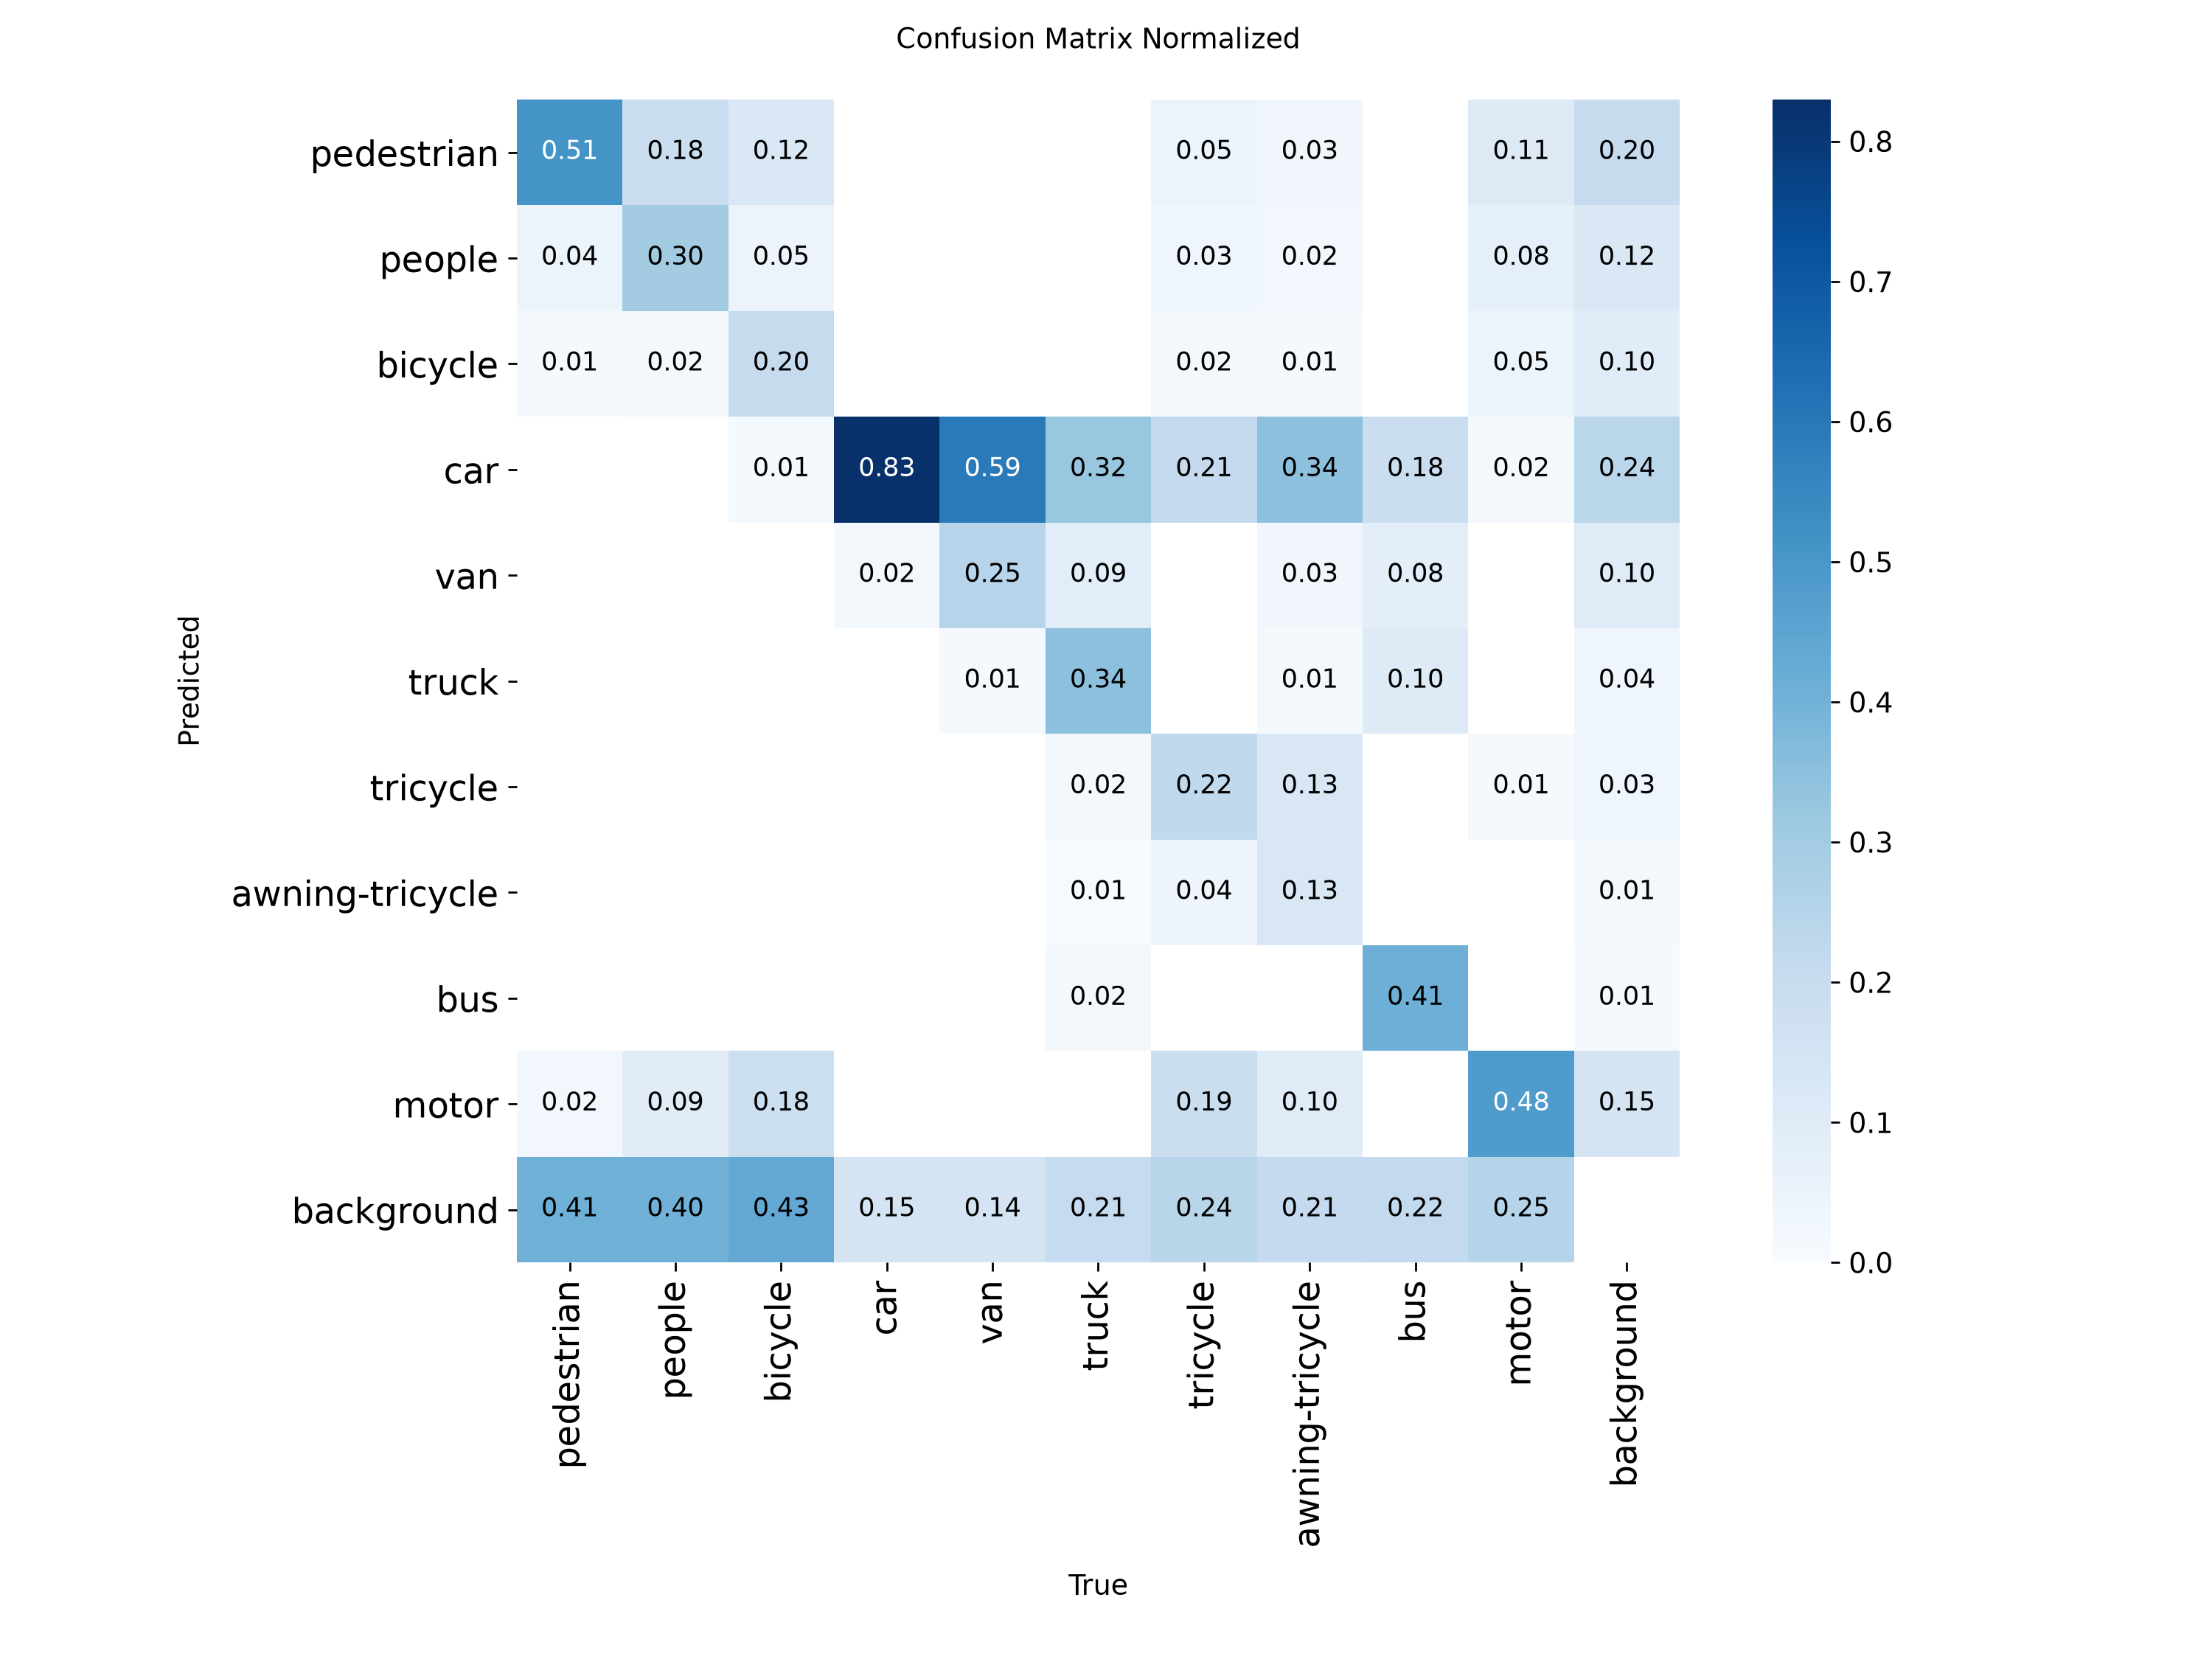 Confusion Matrix Normalized
pedestrian 0.51 0.18 0.12 0.05 0.03 0.11 0.20
people 0.04 0.30 0.05 0.03 0.02 0.08 0.12
bicycle 0.01 0.02 0.20 0.02 0.01 0.05 0.10
car 0.01 0.83 0.59 0.32 0.21 0.34 0.18 0.02 0.24
van 0.02 0.25 0.09 0.03 0.08 0.10
truck 0.01 0.34 0.01 0.10 0.04
tricycle 0.02 0.22 0.13 0.01 0.03
awning-tricycle 0.01 0.04 0.13 0.01
bus 0.02 0.41 0.01
motor 0.02 0.09 0.18 0.19 0.10 0.48 0.15
background 0.41 0.40 0.43 0.15 0.14 0.21 0.24 0.21 0.22 0.25
Predicted
pedestrian
people
bicycle
car
van
truck
tricycle
awning-tricycle
bus
motor
background
True
0.8
0.7
0.6
0.5
0.4
0.3
0.2
0.1
0.0